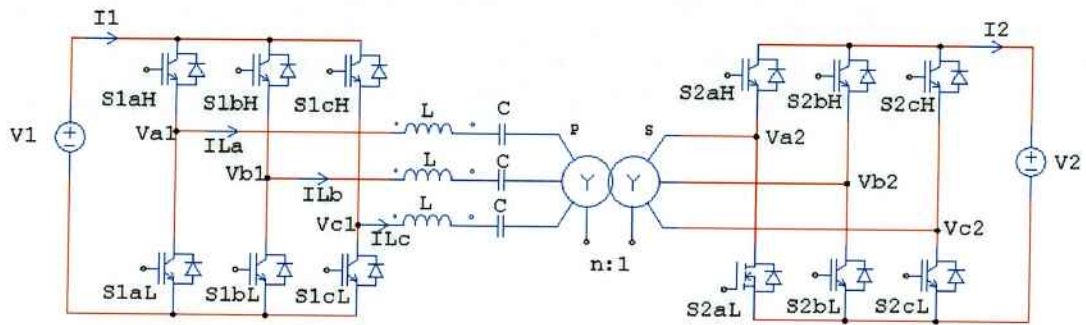 I1
I2
S1aH
S1bH
S1cH
S2aH
S2bH
S2cH
L
C
P
s
V1
Va1
ILa
Va2
V2
Vb1
ILb
L
C
Y
Y
Vb2
Vc1
ILc
L
C
Vc2
n:1
S1aL
S1bL
S1cL
S2aL
S2bL
S2cL